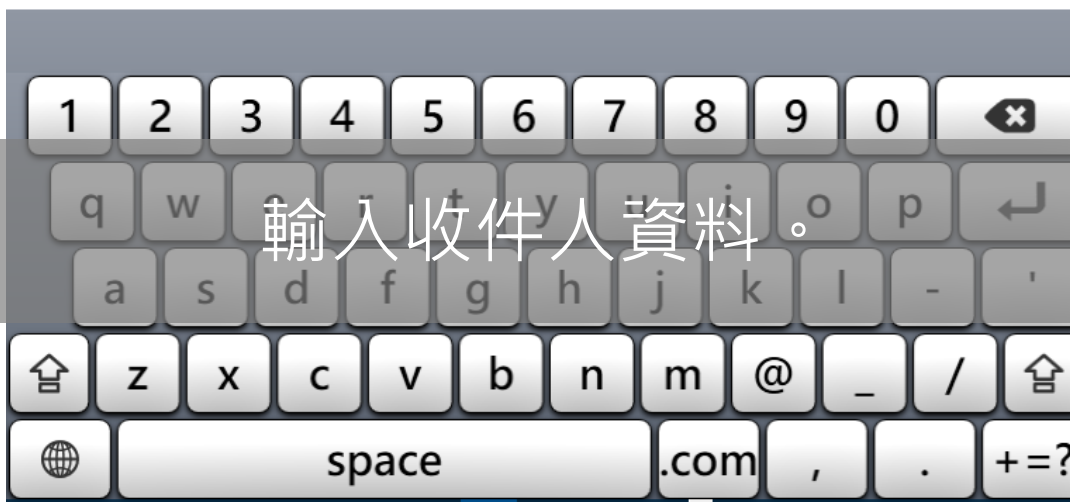 1 2 3 4 5 6 7 8 9 0
q w e r t y u i o p
輸入收件人資料。
a s d f g h j k l - '
z x c v b n m @ _ /
space .com , . +=?